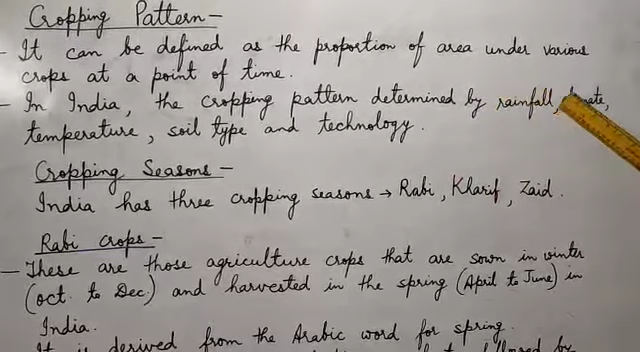 Cropping Pattern -
- It can be defined as the proportion of area under various
crops at a point of time.
- In India, the cropping pattern determined by rainfall,
temperature, soil type and technology.
Cropping Seasons -
India has three cropping seasons → Rabi, Kharif, Zaid.
Rabi crops -
- These are those agriculture crops that are sown in winter
(oct. to Dec.) and harvested in the spring (April to June) in
India.
It is derived from the Arabic word for spring.